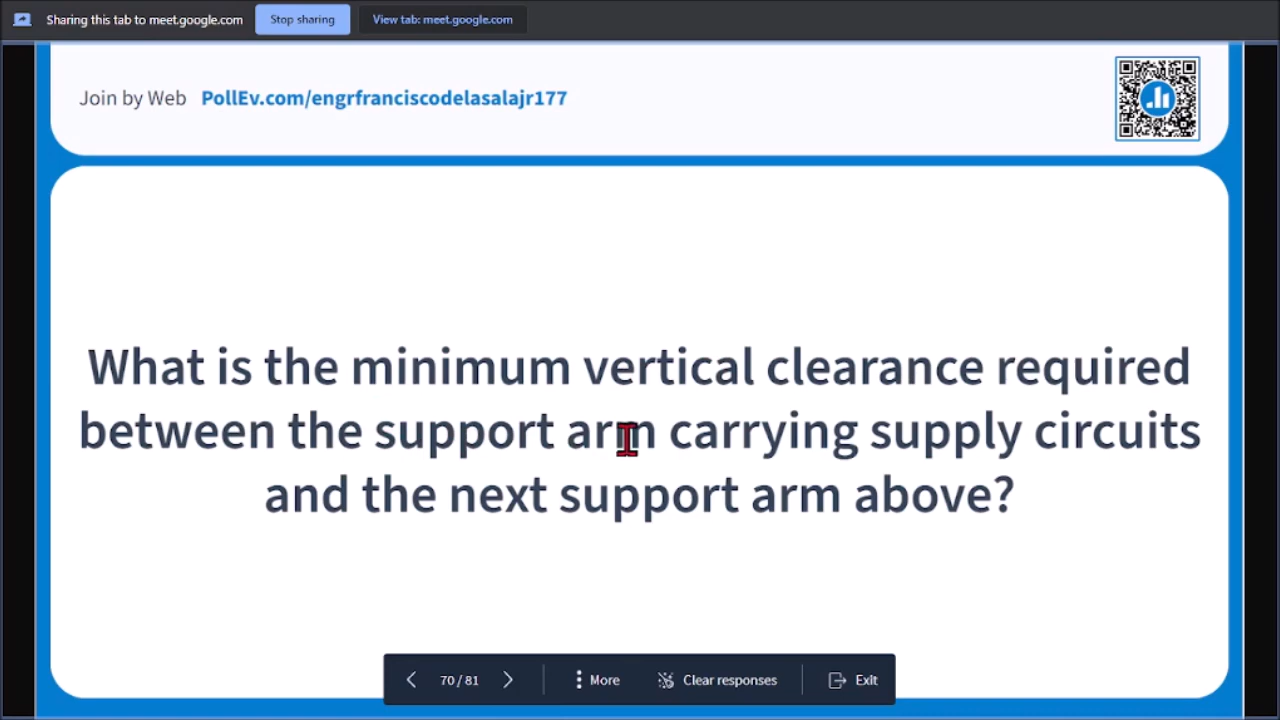 Sharing this tab to meet.google.com Stop sharing View tab: meet.google.com
Join by Web PollEv.com/engrfranciscodelasalajr177
What is the minimum vertical clearance required
between the support arm carrying supply circuits
and the next support arm above?
70 / 81 More Clear responses Exit